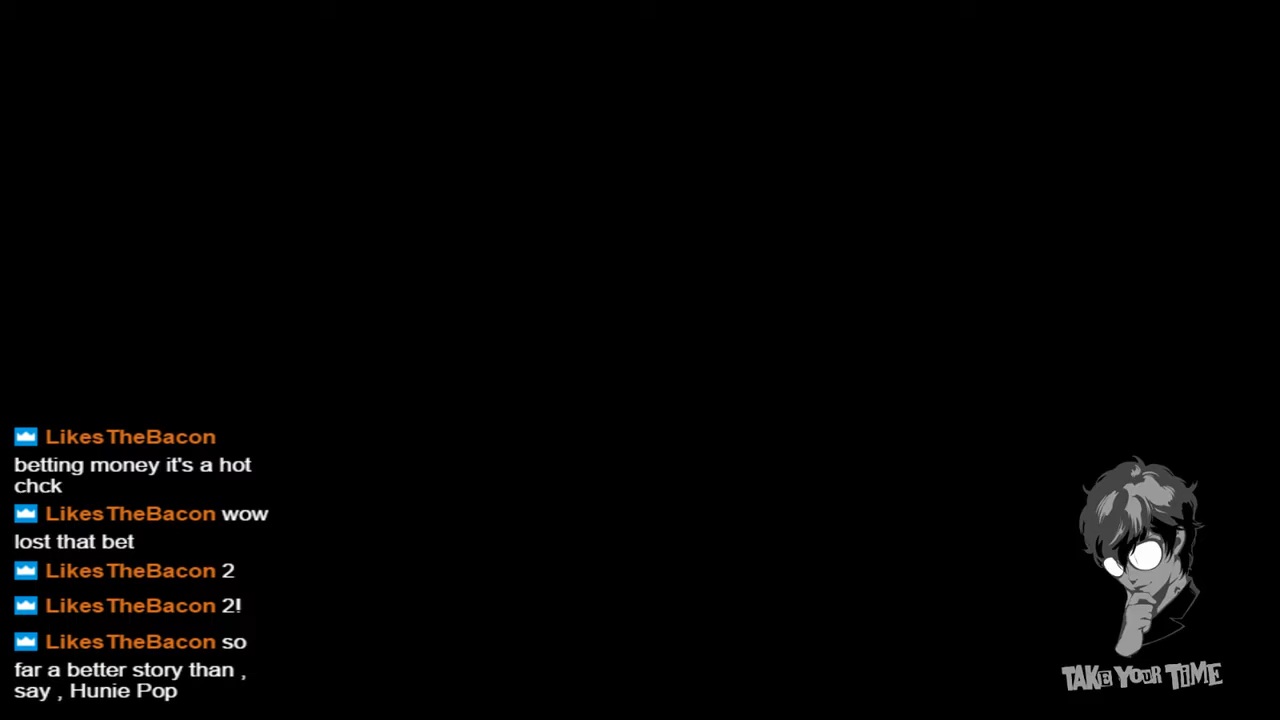 LikesTheBacon
betting money it's a hot
chck
LikesTheBacon wow
lost that bet
LikesTheBacon 2
LikesTheBacon 2!
LikesTheBacon so
far a better story than ,
say , Hunie Pop
TAKE YOUR TiME